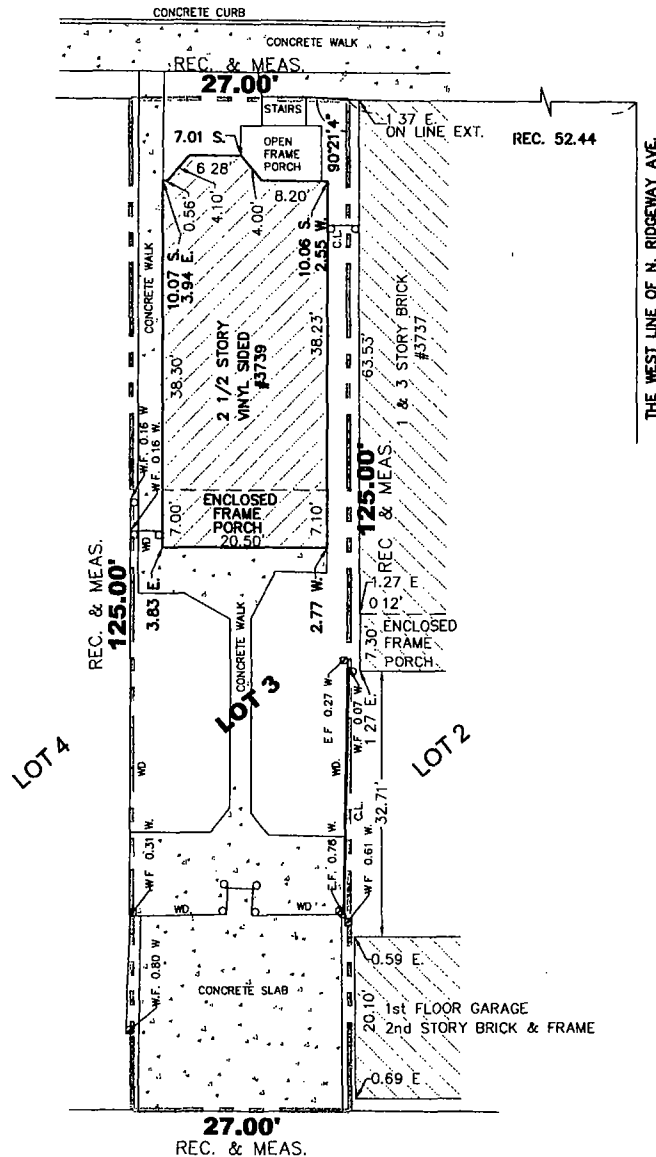 CONCRETE CURB
CONCRETE WALK
REC. & MEAS.
27.00'
STAIRS
1.37 E.
ON LINE EXT.
REC. 52.44
THE WEST LINE OF N. RIDGEWAY AVE.
7.01 S.
OPEN
FRAME
PORCH
90°21'4"
6 28'
0.56'
4.10'
4.00'
8.20'
10.07 S.
3.94 E.
10.06 S.
2.55 W.
C.L.
CONCRETE WALK
38.30'
2 1/2 STORY
VINYL SIDED
#3739
38.23'
63.53'
1 & 3 STORY BRICK
#3737
W.F. 0.16 W
W F. 0.16 W.
125.00'
REC. & MEAS.
ENCLOSED
FRAME
PORCH
7.00'
20.50'
7.10'
WD
3.83 E.
2.77 W.
125.00'
REC & MEAS.
1.27 E
0 12'
ENCLOSED
FRAME
PORCH
7.30'
CONCRETE WALK
LOT 3
LOT 4
LOT 2
E.F 0.27 W
W.F 0.07 W.
1 27 E.
WD
WD.
C.L.
32.71'
W F 0.31 W.
E.F. 0.76 W.
W F 0.61 W.
WD
WD
W.F. 0.80 W
CONCRETE SLAB
0.59 E.
20.10'
1st FLOOR GARAGE
2nd STORY BRICK & FRAME
0.69 E
27.00'
REC. & MEAS.